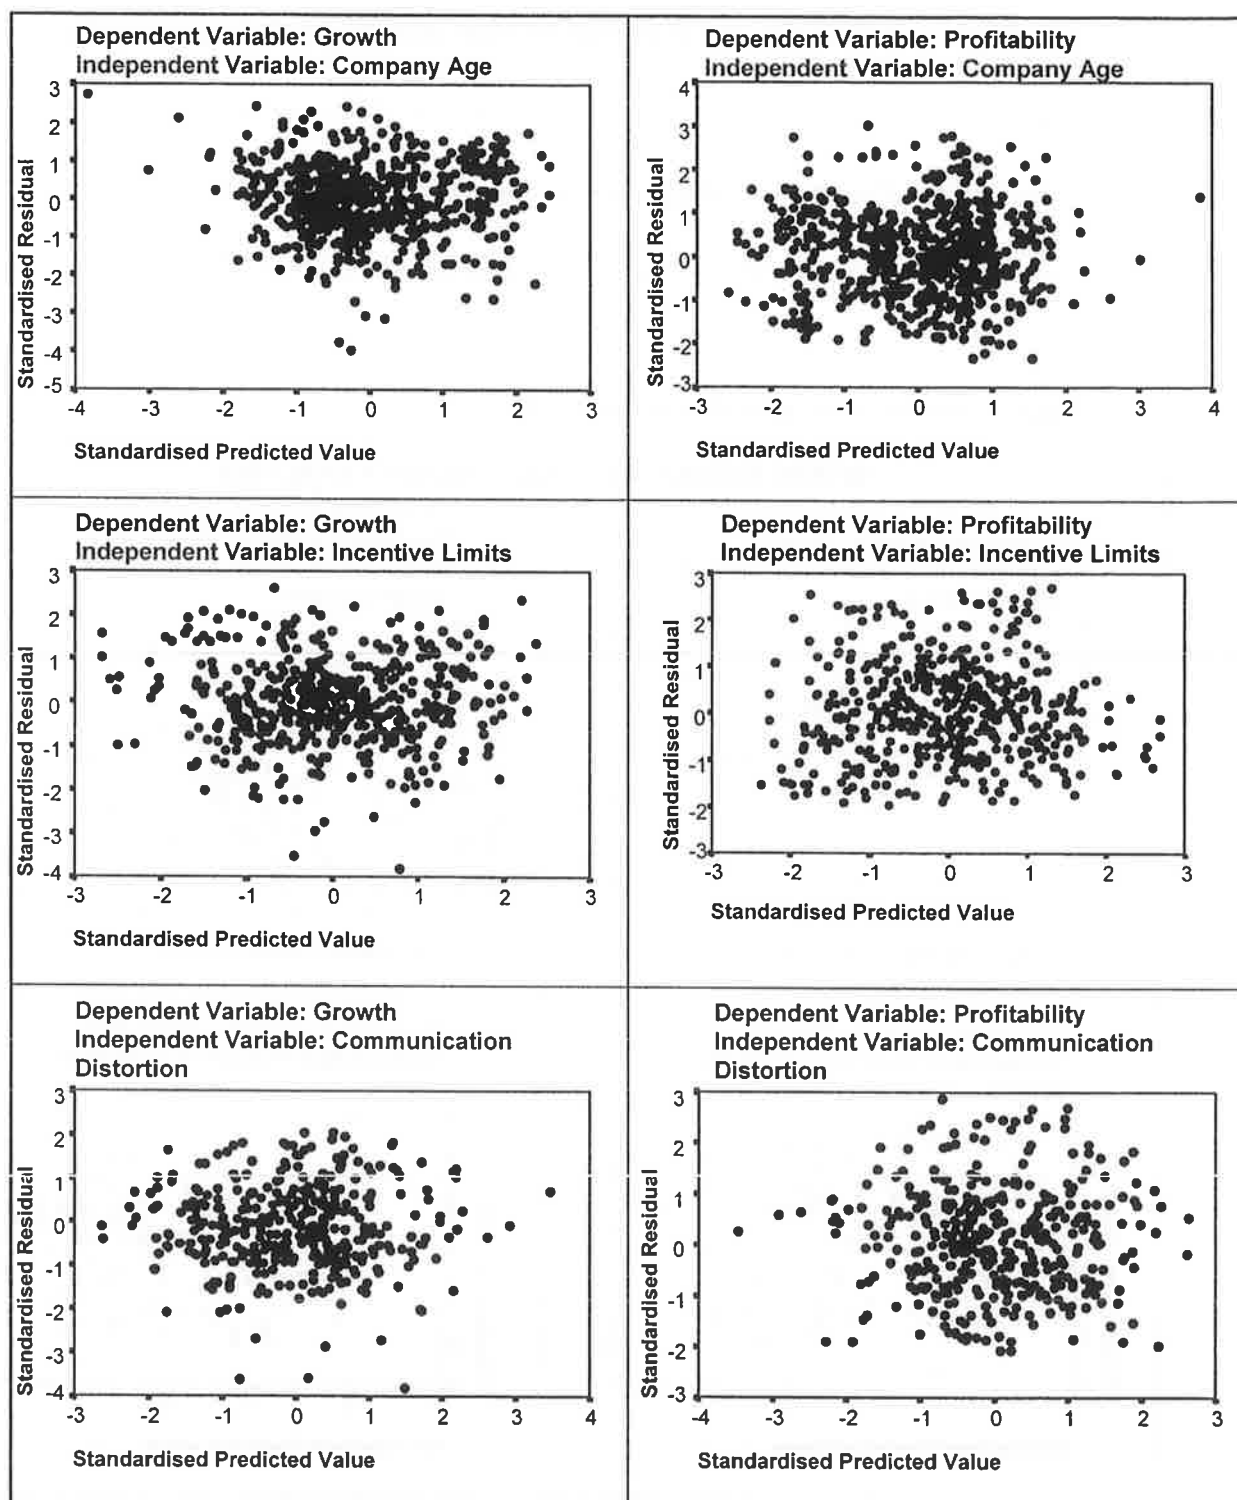 Dependent Variable: Growth
Independent Variable: Company Age
3
2
1
0
-1
-2
-3
-4
-5
Standardised Residual
-4 -3 -2 -1 0 1 2 3
Standardised Predicted Value
Dependent Variable: Profitability
Independent Variable: Company Age
4
3
2
1
0
-1
-2
-3
Standardised Residual
-3 -2 -1 0 1 2 3 4
Standardised Predicted Value
Dependent Variable: Growth
Independent Variable: Incentive Limits
3
2
1
0
-1
-2
-3
-4
Standardised Residual
-3 -2 -1 0 1 2 3
Standardised Predicted Value
Dependent Variable: Profitability
Independent Variable: Incentive Limits
3
2
1
0
-1
-2
-3
Standardised Residual
-3 -2 -1 0 1 2 3
Standardised Predicted Value
Dependent Variable: Growth
Independent Variable: Communication
Distortion
3
2
1
0
-1
-2
-3
-4
Standardised Residual
-3 -2 -1 0 1 2 3 4
Standardised Predicted Value
Dependent Variable: Profitability
Independent Variable: Communication
Distortion
3
2
1
0
-1
-2
-3
Standardised Residual
-4 -3 -2 -1 0 1 2 3
Standardised Predicted Value